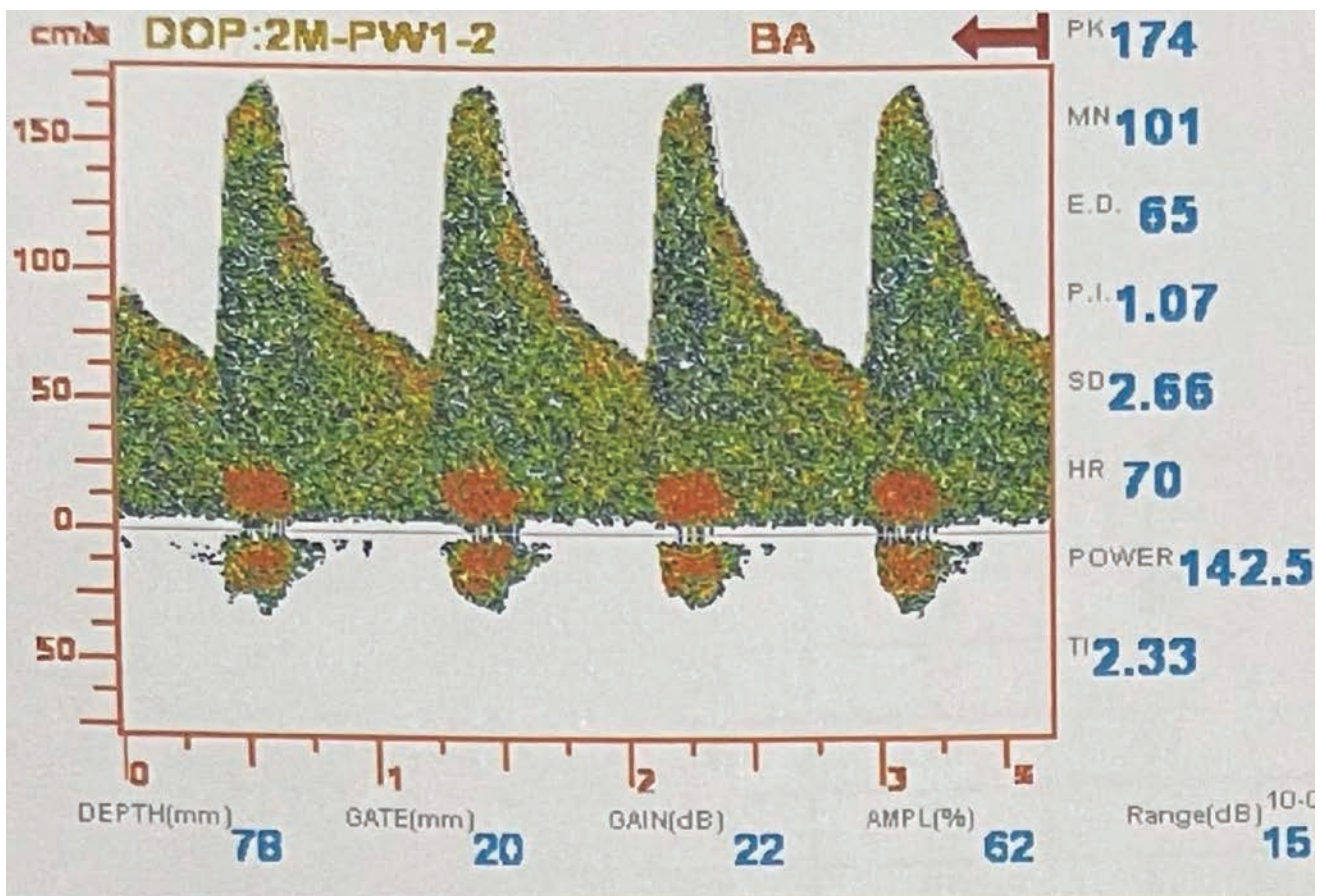 cm/s DOP:2M-PW1-2 BA
PK 174
MN 101
E.D. 65
P.I. 1.07
SD 2.66
HR 70
POWER 142.5
TI 2.33
150
100
50
0
50
0 1 2 3 s
DEPTH(mm) 78 GATE(mm) 20 GAIN(dB) 22 AMPL(%) 62 Range(dB) 15